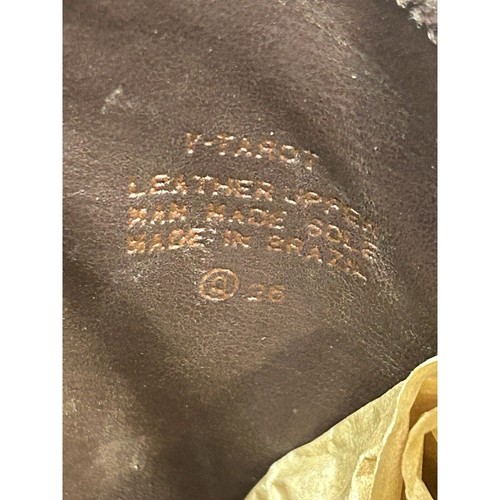 Y-TAROT
LEATHER UPPER
MAN MADE SOLE
MADE IN BRAZIL
ⓓ 36